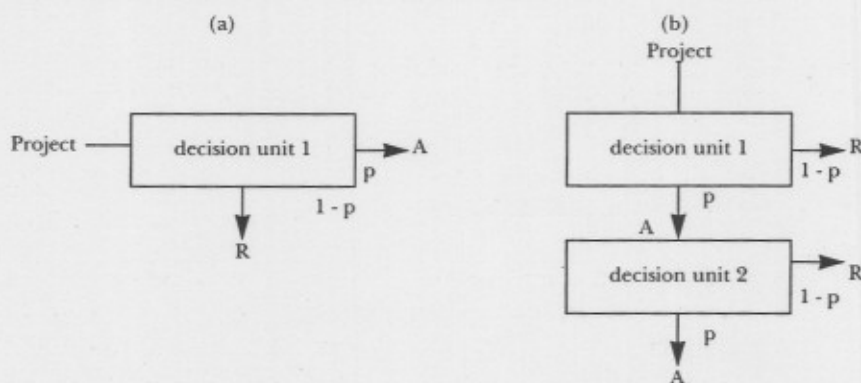 (a)
Project
decision unit 1
A
p
1 - p
R
(b)
Project
decision unit 1
R
1 - p
p
A
decision unit 2
R
1 - p
p
A